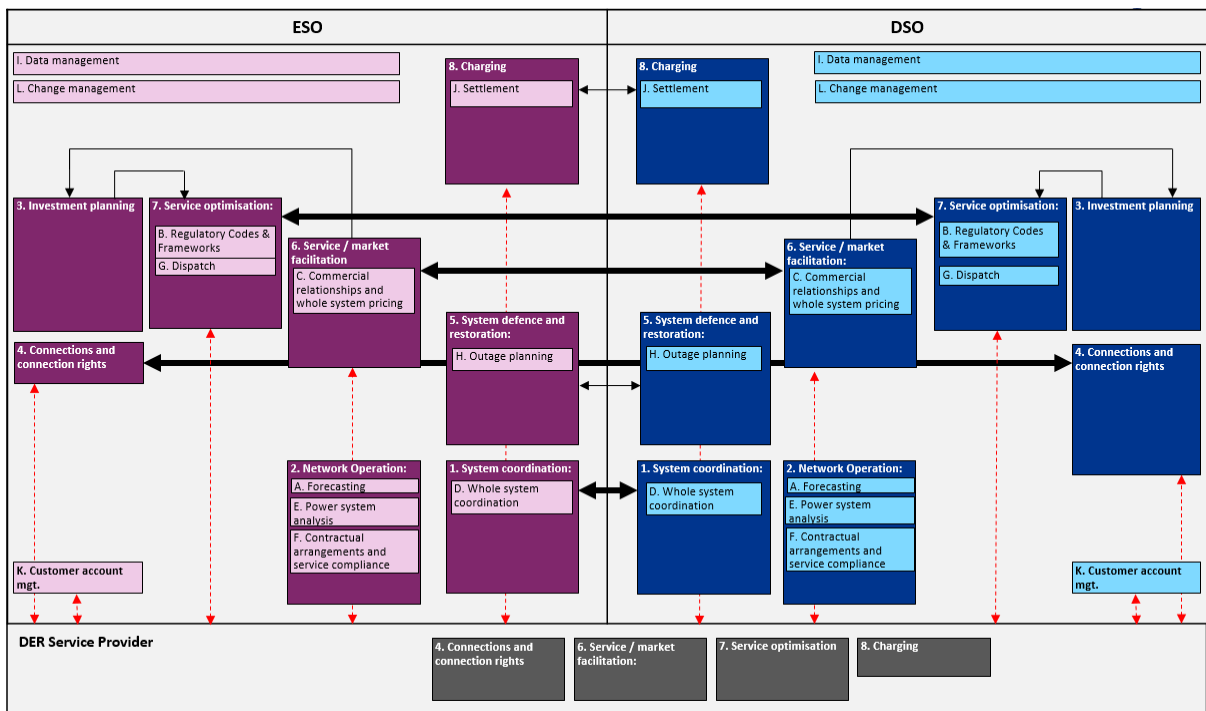 ESO
DSO
I. Data management
L. Change management
8. Charging
J. Settlement
8. Charging
J. Settlement
I. Data management
L. Change management
3. Investment planning
7. Service optimisation:
B. Regulatory Codes &
Frameworks
G. Dispatch
6. Service / market
facilitation
C. Commercial
relationships and
whole system pricing
6. Service / market
facilitation:
C. Commercial
relationships and
whole system pricing
7. Service optimisation:
B. Regulatory Codes
& Frameworks
G. Dispatch
3. Investment planning
4. Connections and
connection rights
5. System defence and
restoration:
H. Outage planning
5. System defence and
restoration:
H. Outage planning
4. Connections and
connection rights
2. Network Operation:
A. Forecasting
E. Power system
analysis
F. Contractual
arrangements and
service compliance
1. System coordination:
D. Whole system
coordination
1. System coordination:
D. Whole system
coordination
2. Network Operation:
A. Forecasting
E. Power system
analysis
F. Contractual
arrangements and
service compliance
K. Customer account
mgt.
K. Customer account
mgt.
DER Service Provider
4. Connections and
connection rights
6. Service / market
facilitation:
7. Service optimisation
8. Charging